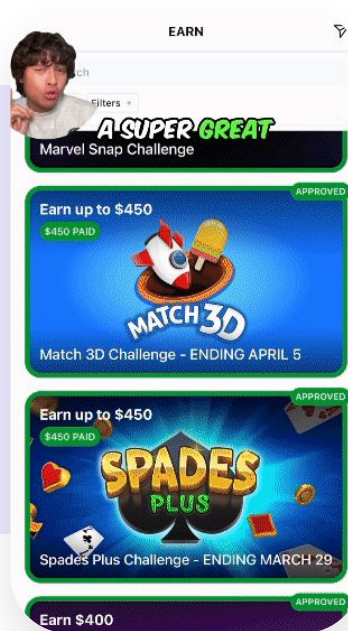 EARN
ch
Filters +
A SUPER GREAT
Marvel Snap Challenge
APPROVED
Earn up to $450
$450 PAID
MATCH 3D
Match 3D Challenge - ENDING APRIL 5
APPROVED
Earn up to $450
$450 PAID
SPADES
PLUS
Spades Plus Challenge - ENDING MARCH 29
APPROVED
Earn $400